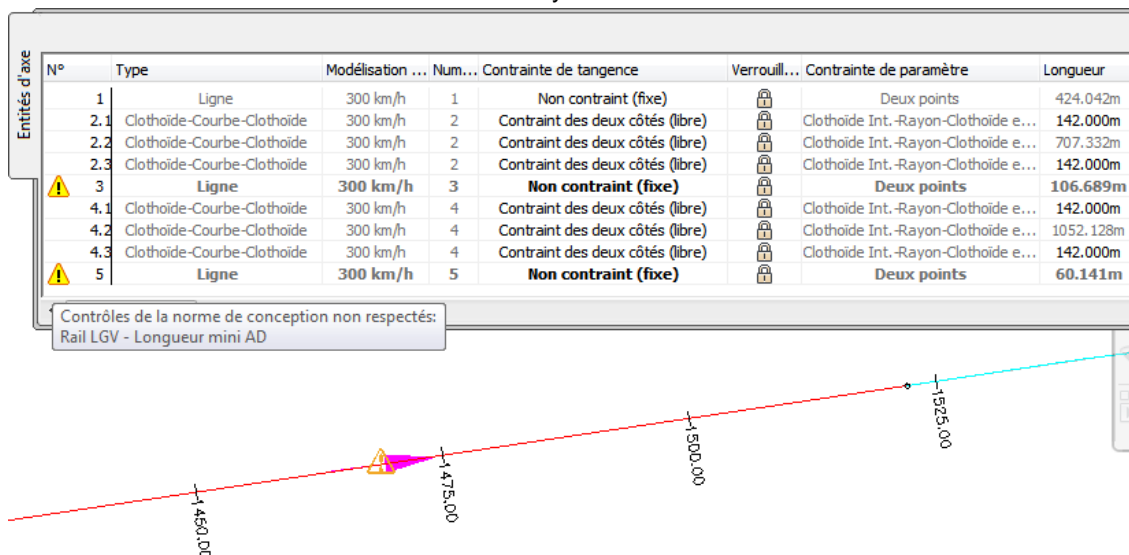 Entités d'axe
N° Type Modélisation ... Num... Contrainte de tangence Verrouill... Contrainte de paramètre Longueur
1 Ligne 300 km/h 1 Non contraint (fixe) Deux points 424.042m
2.1 Clothoïde-Courbe-Clothoïde 300 km/h 2 Contraint des deux côtés (libre) Clothoïde Int.-Rayon-Clothoïde e... 142.000m
2.2 Clothoïde-Courbe-Clothoïde 300 km/h 2 Contraint des deux côtés (libre) Clothoïde Int.-Rayon-Clothoïde e... 707.332m
2.3 Clothoïde-Courbe-Clothoïde 300 km/h 2 Contraint des deux côtés (libre) Clothoïde Int.-Rayon-Clothoïde e... 142.000m
3 Ligne 300 km/h 3 Non contraint (fixe) Deux points 106.689m
4.1 Clothoïde-Courbe-Clothoïde 300 km/h 4 Contraint des deux côtés (libre) Clothoïde Int.-Rayon-Clothoïde e... 142.000m
4.2 Clothoïde-Courbe-Clothoïde 300 km/h 4 Contraint des deux côtés (libre) Clothoïde Int.-Rayon-Clothoïde e... 1052.128m
4.3 Clothoïde-Courbe-Clothoïde 300 km/h 4 Contraint des deux côtés (libre) Clothoïde Int.-Rayon-Clothoïde e... 142.000m
5 Ligne 300 km/h 5 Non contraint (fixe) Deux points 60.141m
Contrôles de la norme de conception non respectés:
Rail LGV - Longueur mini AD
1450.00
1475.00
1500.00
1525.00